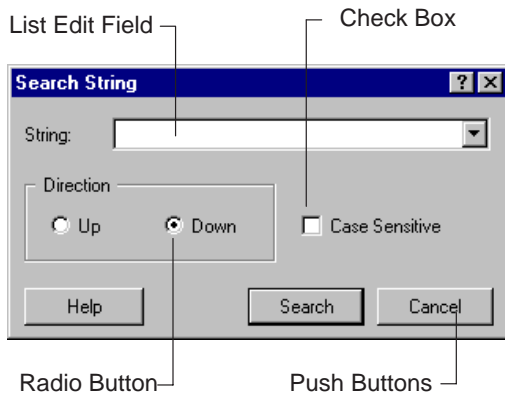 List Edit Field
Check Box
Search String
String:
Direction
Up
Down
Case Sensitive
Help
Search
Cancel
Radio Button
Push Buttons